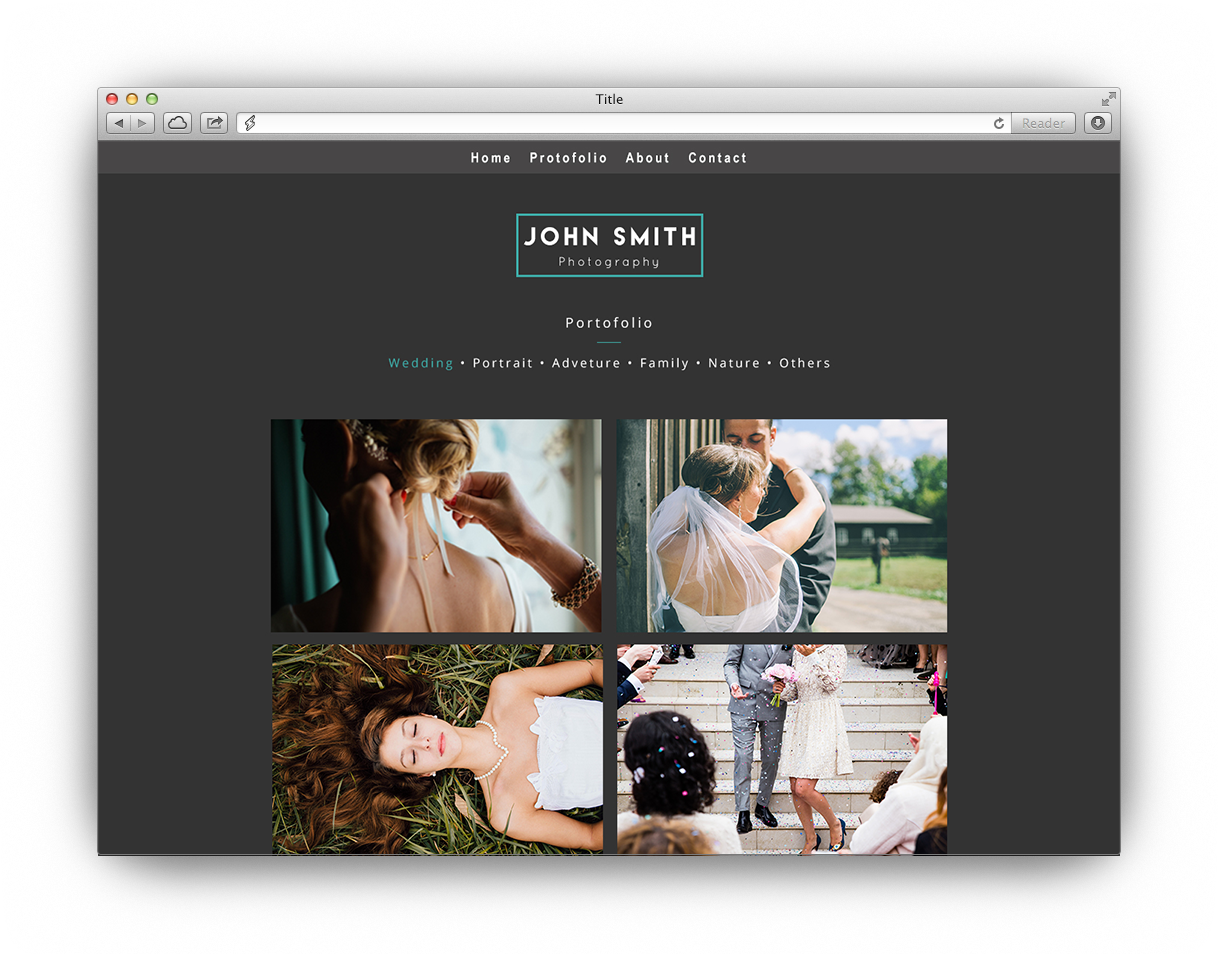 Title
Reader
Home Protofolio About Contact
JOHN SMITH
Photography
Portofolio
Wedding • Portrait • Adveture • Family • Nature • Others